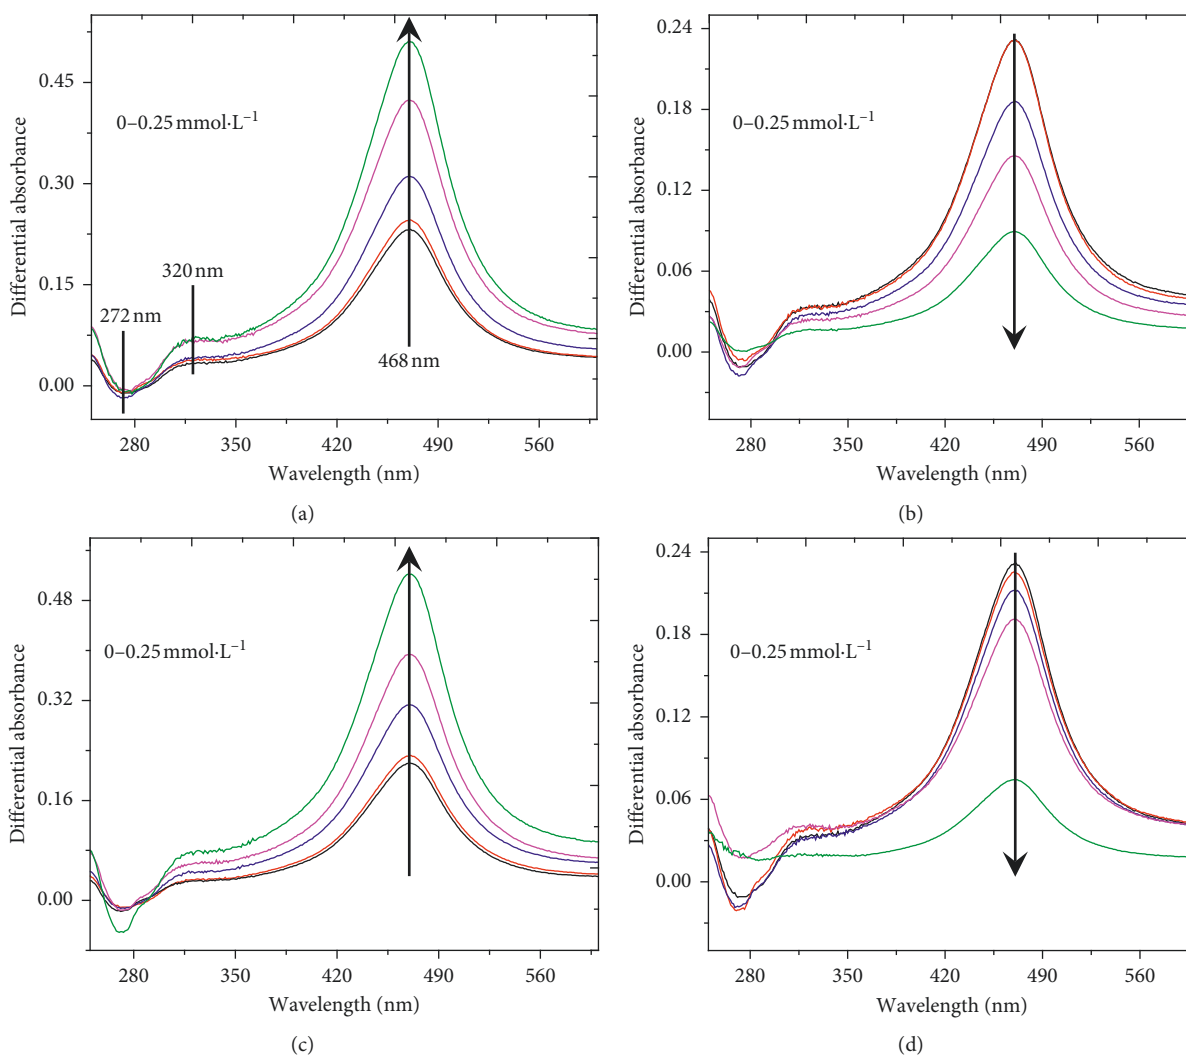 0.45
0.30
0.15
0.00
Differential absorbance
0–0.25 mmol·L⁻¹
272 nm
320 nm
468 nm
280 350 420 490 560
Wavelength (nm)
(a)
0.24
0.18
0.12
0.06
0.00
Differential absorbance
0–0.25 mmol·L⁻¹
280 350 420 490 560
Wavelength (nm)
(b)
0.48
0.32
0.16
0.00
Differential absorbance
0–0.25 mmol·L⁻¹
280 350 420 490 560
Wavelength (nm)
(c)
0.24
0.18
0.12
0.06
0.00
Differential absorbance
0–0.25 mmol·L⁻¹
280 350 420 490 560
Wavelength (nm)
(d)